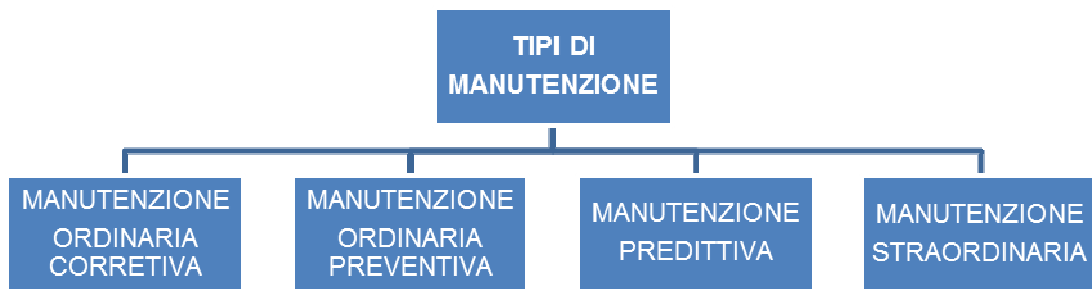 TIPI DI
MANUTENZIONE
MANUTENZIONE
ORDINARIA
CORRETIVA
MANUTENZIONE
ORDINARIA
PREVENTIVA
MANUTENZIONE
PREDITTIVA
MANUTENZIONE
STRAORDINARIA